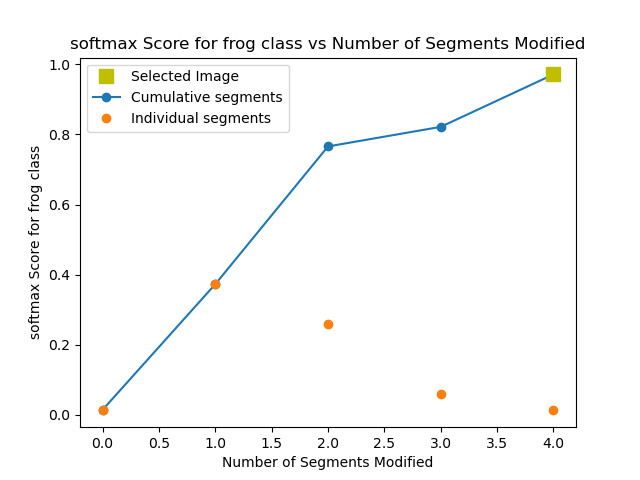 softmax Score for frog class vs Number of Segments Modified
Selected Image
Cumulative segments
Individual segments
softmax Score for frog class
1.0
0.8
0.6
0.4
0.2
0.0
0.0 0.5 1.0 1.5 2.0 2.5 3.0 3.5 4.0
Number of Segments Modified